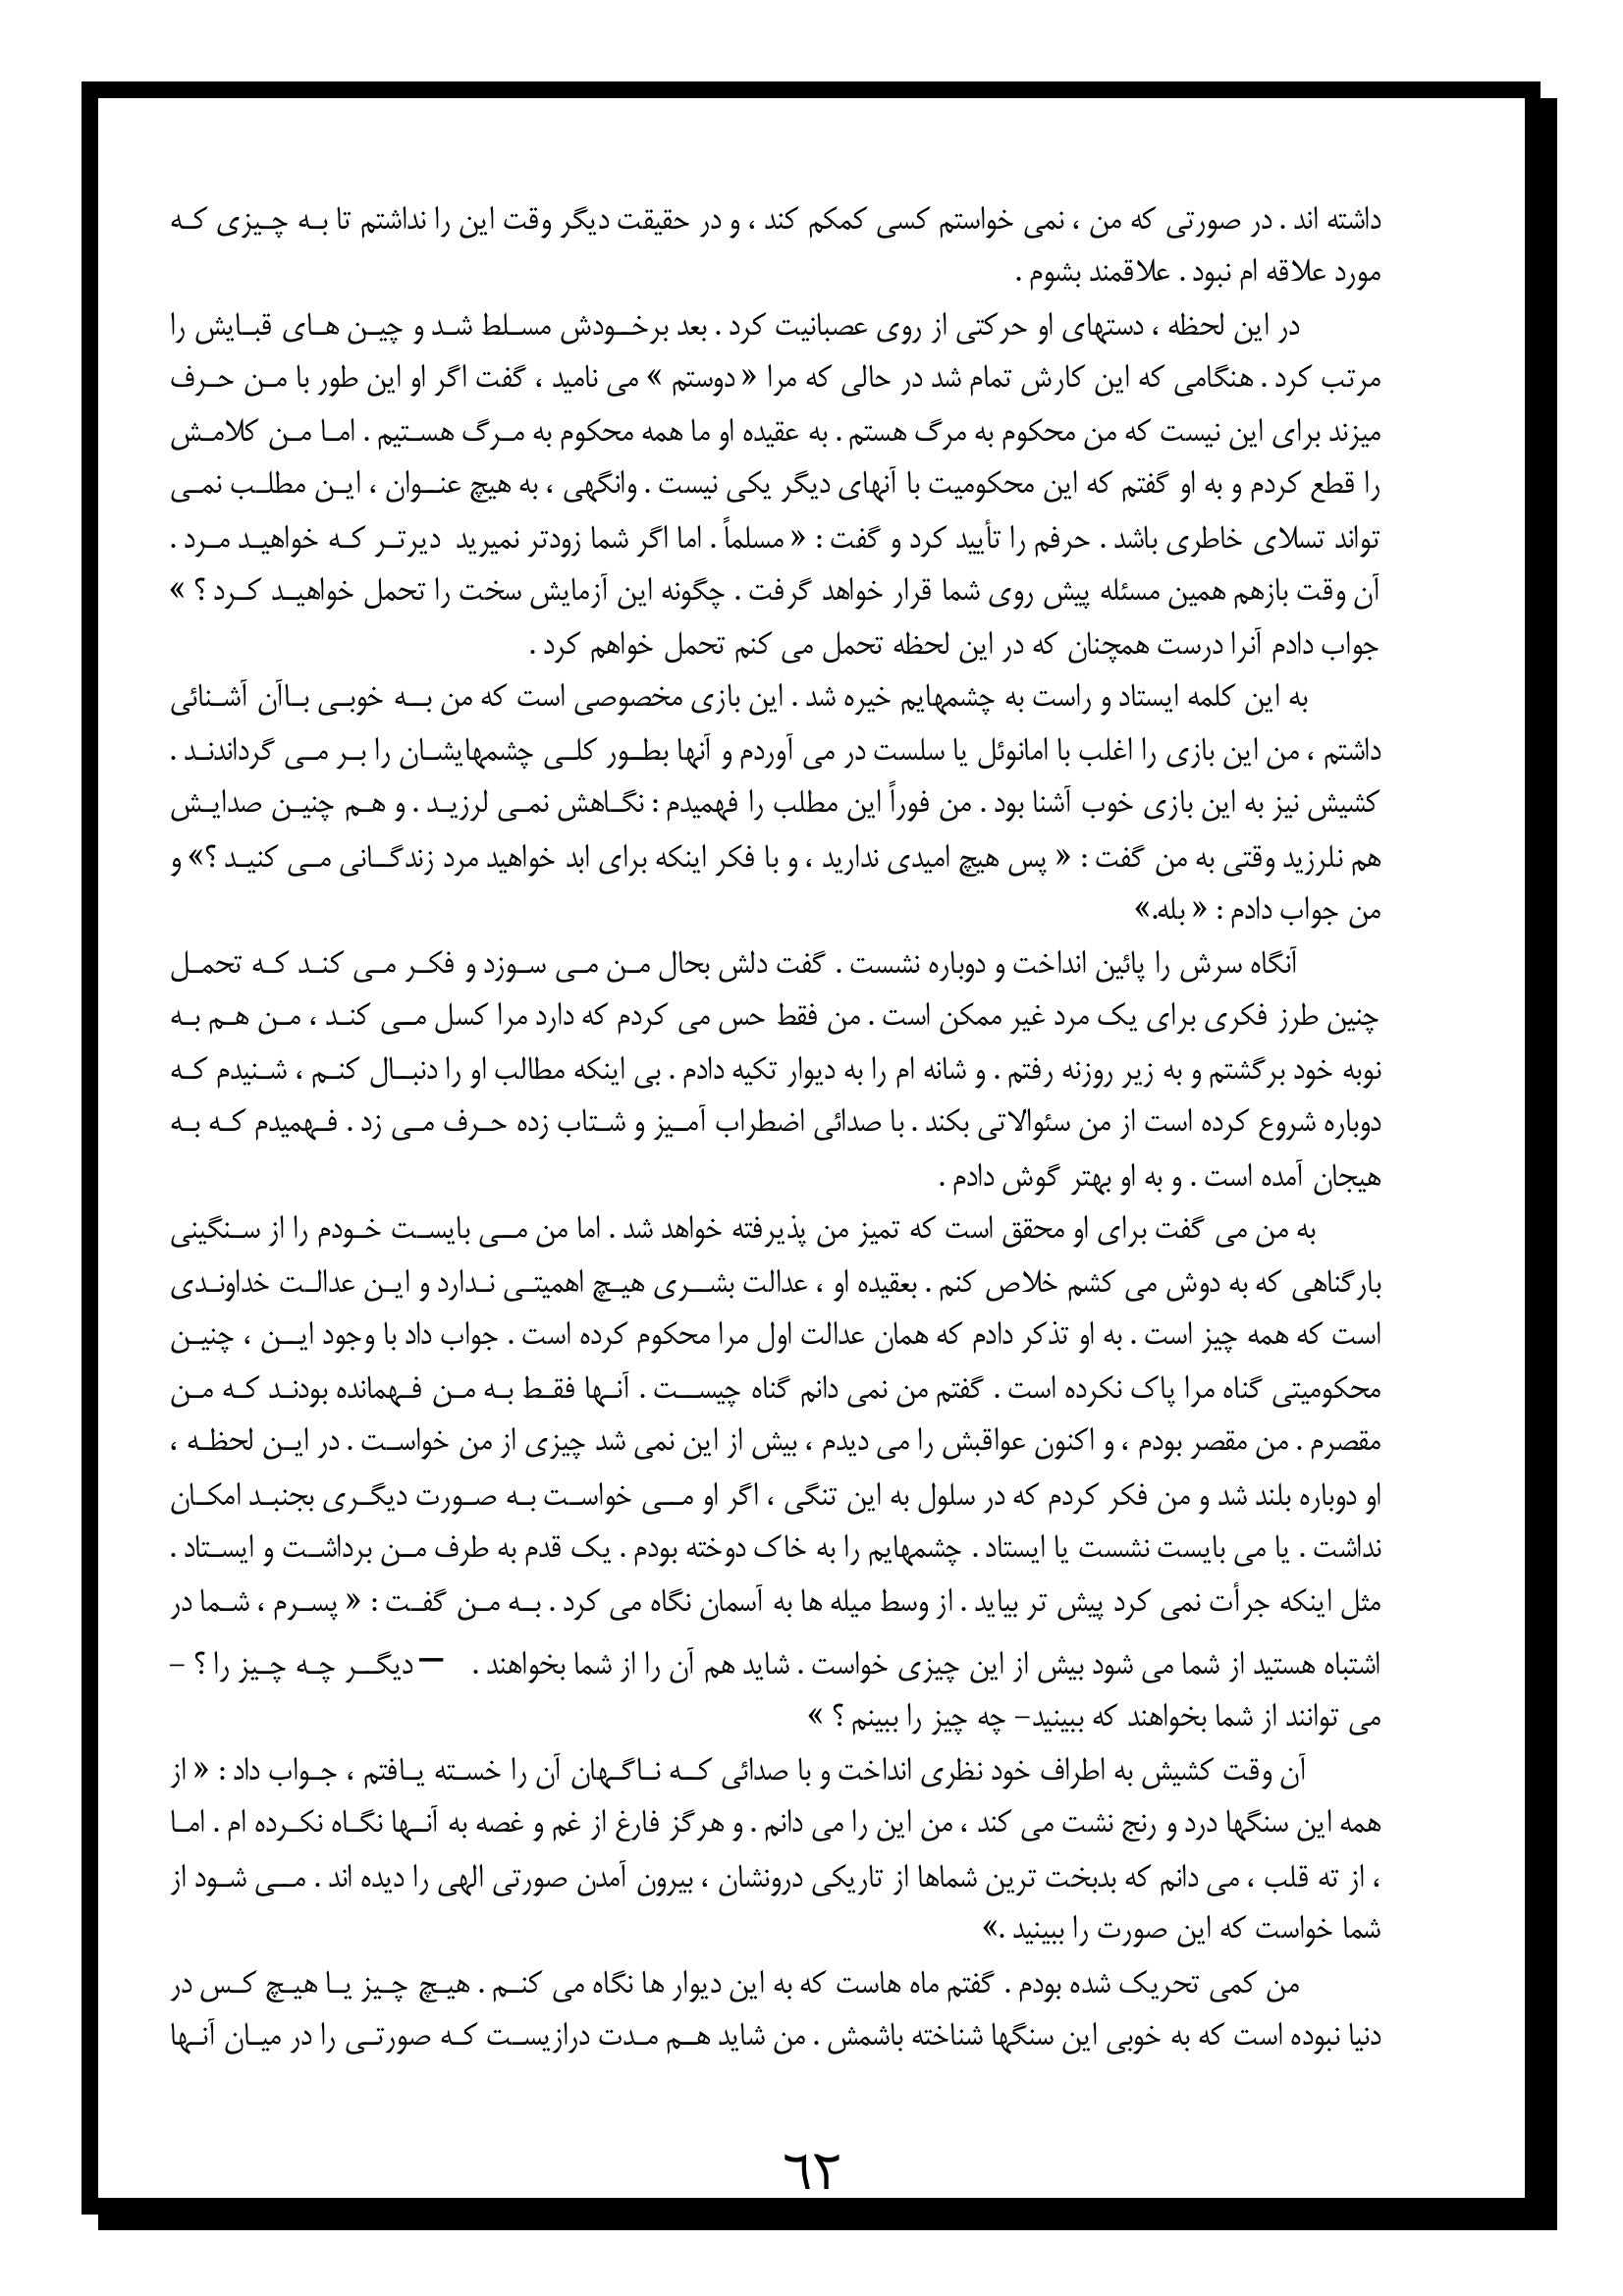 داشته اند . در صورتی که من ، نمی خواستم کسی کمکم کند ، و در حقیقت دیگر وقت این را نداشتم تا به چیزی که
مورد علاقه ام نبود . علاقمند بشوم .
در این لحظه ، دستهای او حرکتی از روی عصبانیت کرد . بعد برخودش مسلط شد و چین های قبایش را
مرتب کرد . هنگامی که این کارش تمام شد در حالی که مرا « دوستم » می نامید ، گفت اگر او این طور با من حرف
میزند برای این نیست که من محکوم به مرگ هستم . به عقیده او ما همه محکوم به مرگ هستیم . اما من کلامش
را قطع کردم و به او گفتم که این محکومیت با آنهای دیگر یکی نیست . وانگهی ، به هیچ عنوان ، این مطلب نمی
تواند تسلای خاطری باشد . حرفم را تأیید کرد و گفت : « مسلماً . اما اگر شما زودتر نمیرید دیرتر که خواهید مرد .
آن وقت بازهم همین مسئله پیش روی شما قرار خواهد گرفت . چگونه این آزمایش سخت را تحمل خواهید کرد ؟ »
جواب دادم آنرا درست همچنان که در این لحظه تحمل می کنم تحمل خواهم کرد .
به این کلمه ایستاد و راست به چشمهایم خیره شد . این بازی مخصوصی است که من به خوبی باآن آشنائی
داشتم ، من این بازی را اغلب با امانوئل یا سلست در می آوردم و آنها بطور کلی چشمهایشان را بر می گرداندند .
کشیش نیز به این بازی خوب آشنا بود . من فوراً این مطلب را فهمیدم : نگاهش نمی لرزید . و هم چنین صدایش
هم نلرزید وقتی به من گفت : « پس هیچ امیدی ندارید ، و با فکر اینکه برای ابد خواهید مرد زندگانی می کنید ؟» و
من جواب دادم : « بله.»
آنگاه سرش را پائین انداخت و دوباره نشست . گفت دلش بحال من می سوزد و فکر می کند که تحمل
چنین طرز فکری برای یک مرد غیر ممکن است . من فقط حس می کردم که دارد مرا کسل می کند ، من هم به
نوبه خود برگشتم و به زیر روزنه رفتم . و شانه ام را به دیوار تکیه دادم . بی اینکه مطالب او را دنبال کنم ، شنیدم که
دوباره شروع کرده است از من سئوالاتی بکند . با صدائی اضطراب آمیز و شتاب زده حرف می زد . فهمیدم که به
هیجان آمده است . و به او بهتر گوش دادم .
به من می گفت برای او محقق است که تمیز من پذیرفته خواهد شد . اما من می بایست خودم را از سنگینی
بارگناهی که به دوش می کشم خلاص کنم . بعقیده او ، عدالت بشری هیچ اهمیتی ندارد و این عدالت خداوندی
است که همه چیز است . به او تذکر دادم که همان عدالت اول مرا محکوم کرده است . جواب داد با وجود این ، چنین
محکومیتی گناه مرا پاک نکرده است . گفتم من نمی دانم گناه چیست . آنها فقط به من فهمانده بودند که من
مقصرم . من مقصر بودم ، و اکنون عواقبش را می دیدم ، بیش از این نمی شد چیزی از من خواست . در این لحظه ،
او دوباره بلند شد و من فکر کردم که در سلول به این تنگی ، اگر او می خواست به صورت دیگری بجنبد امکان
نداشت . یا می بایست نشست یا ایستاد . چشمهایم را به خاک دوخته بودم . یک قدم به طرف من برداشت و ایستاد .
مثل اینکه جرأت نمی کرد پیش تر بیاید . از وسط میله ها به آسمان نگاه می کرد . به من گفت : « پسرم ، شما در
اشتباه هستید از شما می شود بیش از این چیزی خواست . شاید هم آن را از شما بخواهند . – دیگر چه چیز را ؟ –
می توانند از شما بخواهند که ببینید– چه چیز را ببینم ؟ »
آن وقت کشیش به اطراف خود نظری انداخت و با صدائی که ناگهان آن را خسته یافتم ، جواب داد : « از
همه این سنگها درد و رنج نشت می کند ، من این را می دانم . و هرگز فارغ از غم و غصه به آنها نگاه نکرده ام . اما
، از ته قلب ، می دانم که بدبخت ترین شماها از تاریکی درونشان ، بیرون آمدن صورتی الهی را دیده اند . می شود از
شما خواست که این صورت را ببینید .»
من کمی تحریک شده بودم . گفتم ماه هاست که به این دیوار ها نگاه می کنم . هیچ چیز یا هیچ کس در
دنیا نبوده است که به خوبی این سنگها شناخته باشمش . من شاید هم مدت درازیست که صورتی را در میان آنها
٦٢